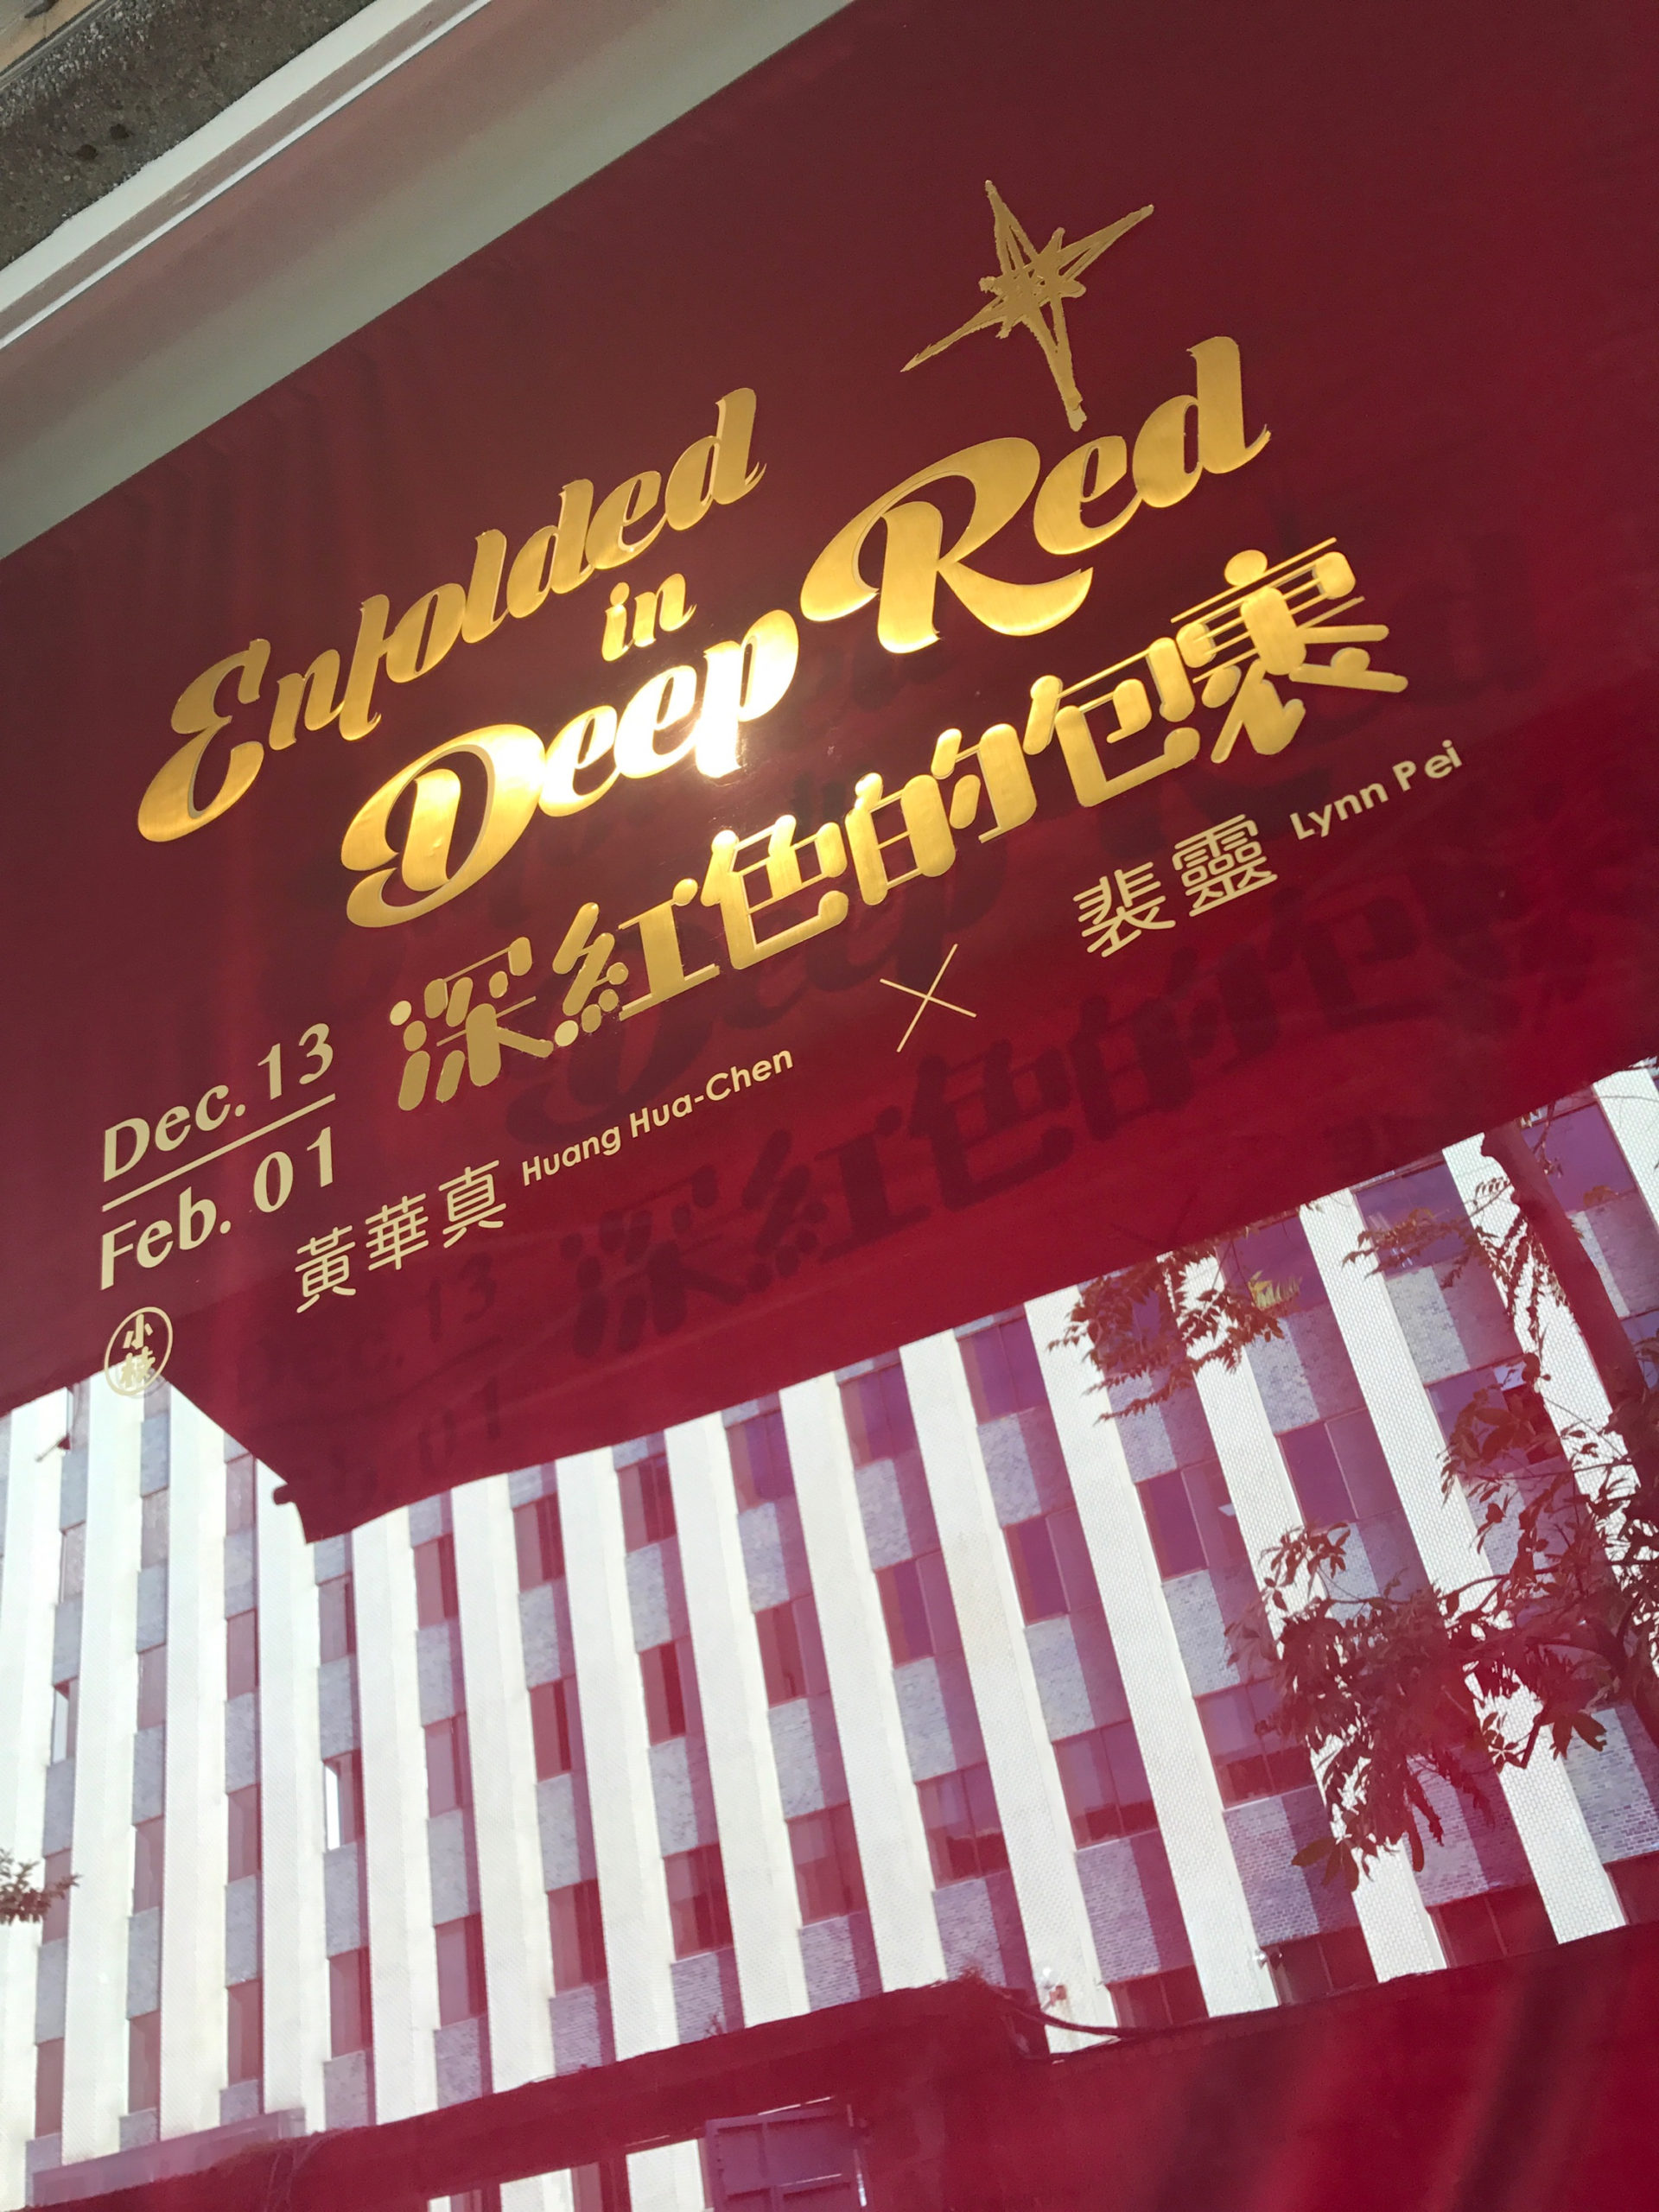 Enfolded
in
Deep Red
深紅色的包裹
Dec. 13
Feb. 01
黃華真 Huang Hua-Chen × 裴靈 Lynn Pei